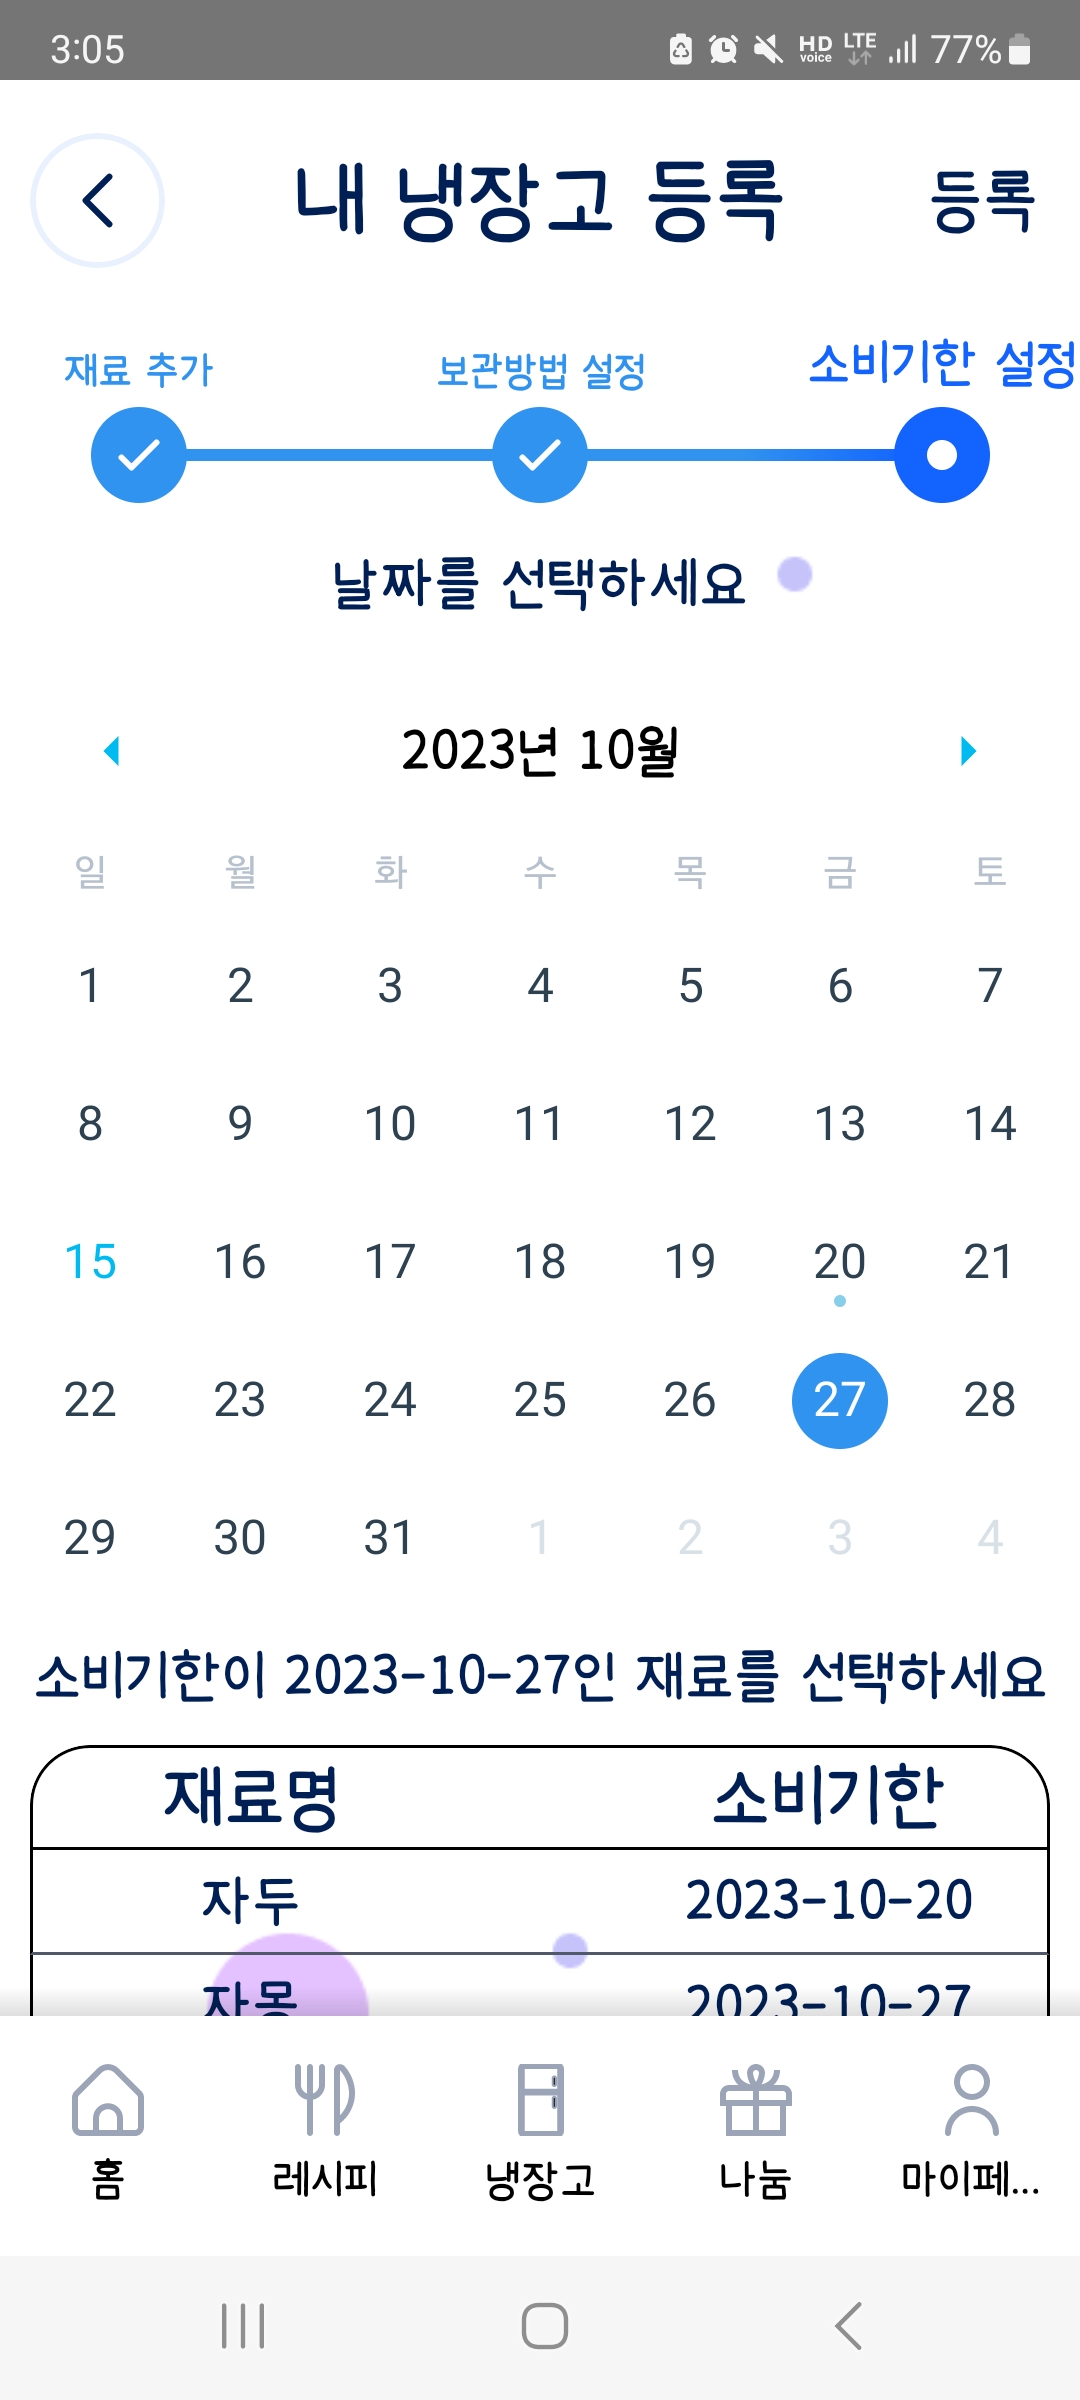 3:05 HD voice LTE 77%
내 냉장고 등록 등록
재료 추가 보관방법 설정 소비기한 설정
날짜를 선택하세요
2023년 10월
일 월 화 수 목 금 토
1 2 3 4 5 6 7
8 9 10 11 12 13 14
15 16 17 18 19 20 21
22 23 24 25 26 27 28
29 30 31 1 2 3 4
소비기한이 2023-10-27인 재료를 선택하세요
재료명 소비기한
자두 2023-10-20
자몽 2023-10-27
홈 레시피 냉장고 나눔 마이페...